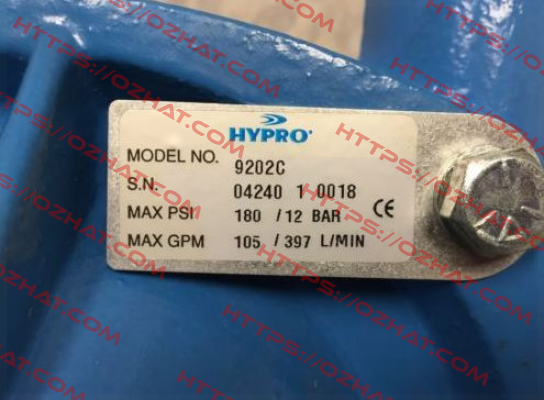 HYPRO
MODEL NO. 9202C
S.N. 04240 1 0018
MAX PSI 180 / 12 BAR CE
MAX GPM 105 / 397 L/MIN
HTTPS://OZHAT.COM